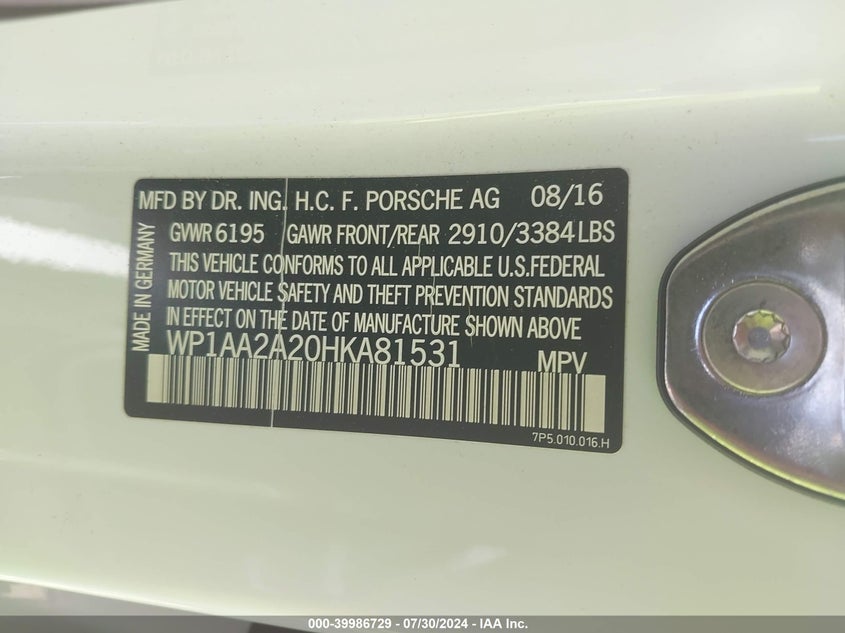 MFD BY DR. ING. H.C. F. PORSCHE AG 08/16
GVWR 6195 GAWR FRONT/REAR 2910/3384 LBS
THIS VEHICLE CONFORMS TO ALL APPLICABLE U.S.FEDERAL
MOTOR VEHICLE SAFETY AND THEFT PREVENTION STANDARDS
IN EFFECT ON THE DATE OF MANUFACTURE SHOWN ABOVE
WP1AA2A20HKA81531 MPV
7P5.010.016.H
MADE IN GERMANY
000-39986729 - 07/30/2024 - IAA Inc.